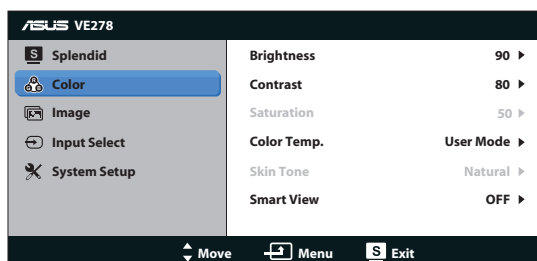 ASUS VE278
S Splendid
Color
Image
Input Select
System Setup
Brightness 90
Contrast 80
Saturation 50
Color Temp. User Mode
Skin Tone Natural
Smart View OFF
Move Menu S Exit